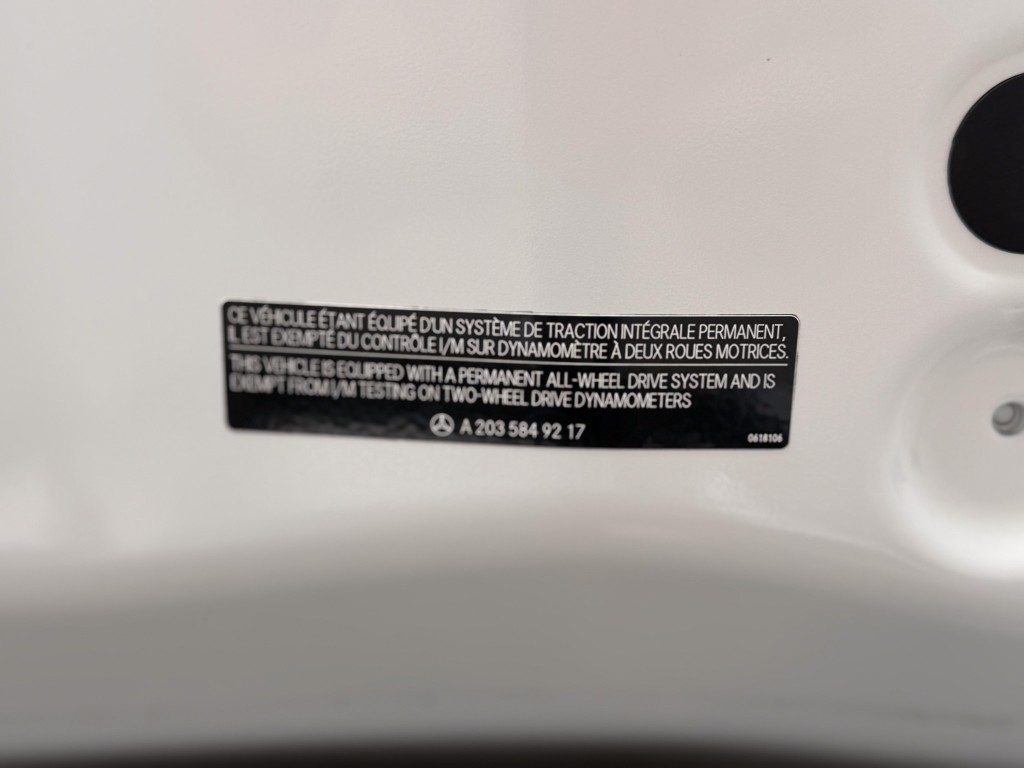 CE VÉHICULE ÉTANT ÉQUIPÉ D'UN SYSTÈME DE TRACTION INTÉGRALE PERMANENT,
IL EST EXEMPTÉ DU CONTRÔLE I/M SUR DYNAMOMÈTRE À DEUX ROUES MOTRICES.
THIS VEHICLE IS EQUIPPED WITH A PERMANENT ALL-WHEEL DRIVE SYSTEM AND IS
EXEMPT FROM I/M TESTING ON TWO-WHEEL DRIVE DYNAMOMETERS
A 203 584 92 17
0618106